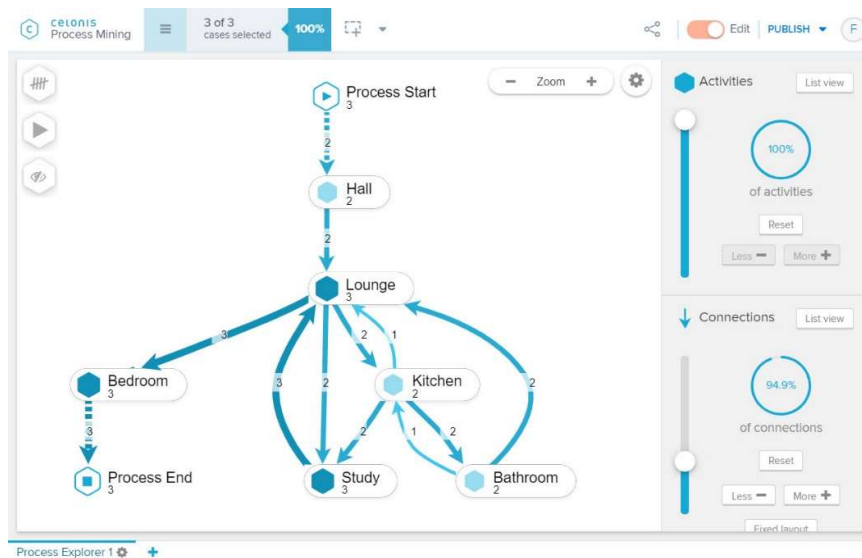 celonis
Process Mining
3 of 3
cases selected
100%
Edit
PUBLISH
F
Zoom
Process Start
3
2
Hall
2
2
Lounge
3
3
3
2
2
1
2
Bedroom
3
Kitchen
2
3
2
1
2
Process End
3
Study
3
Bathroom
2
Activities
List view
100%
of activities
Reset
Less
More
Connections
List view
94.9%
of connections
Reset
Less
More
Fixed layout
Process Explorer 1